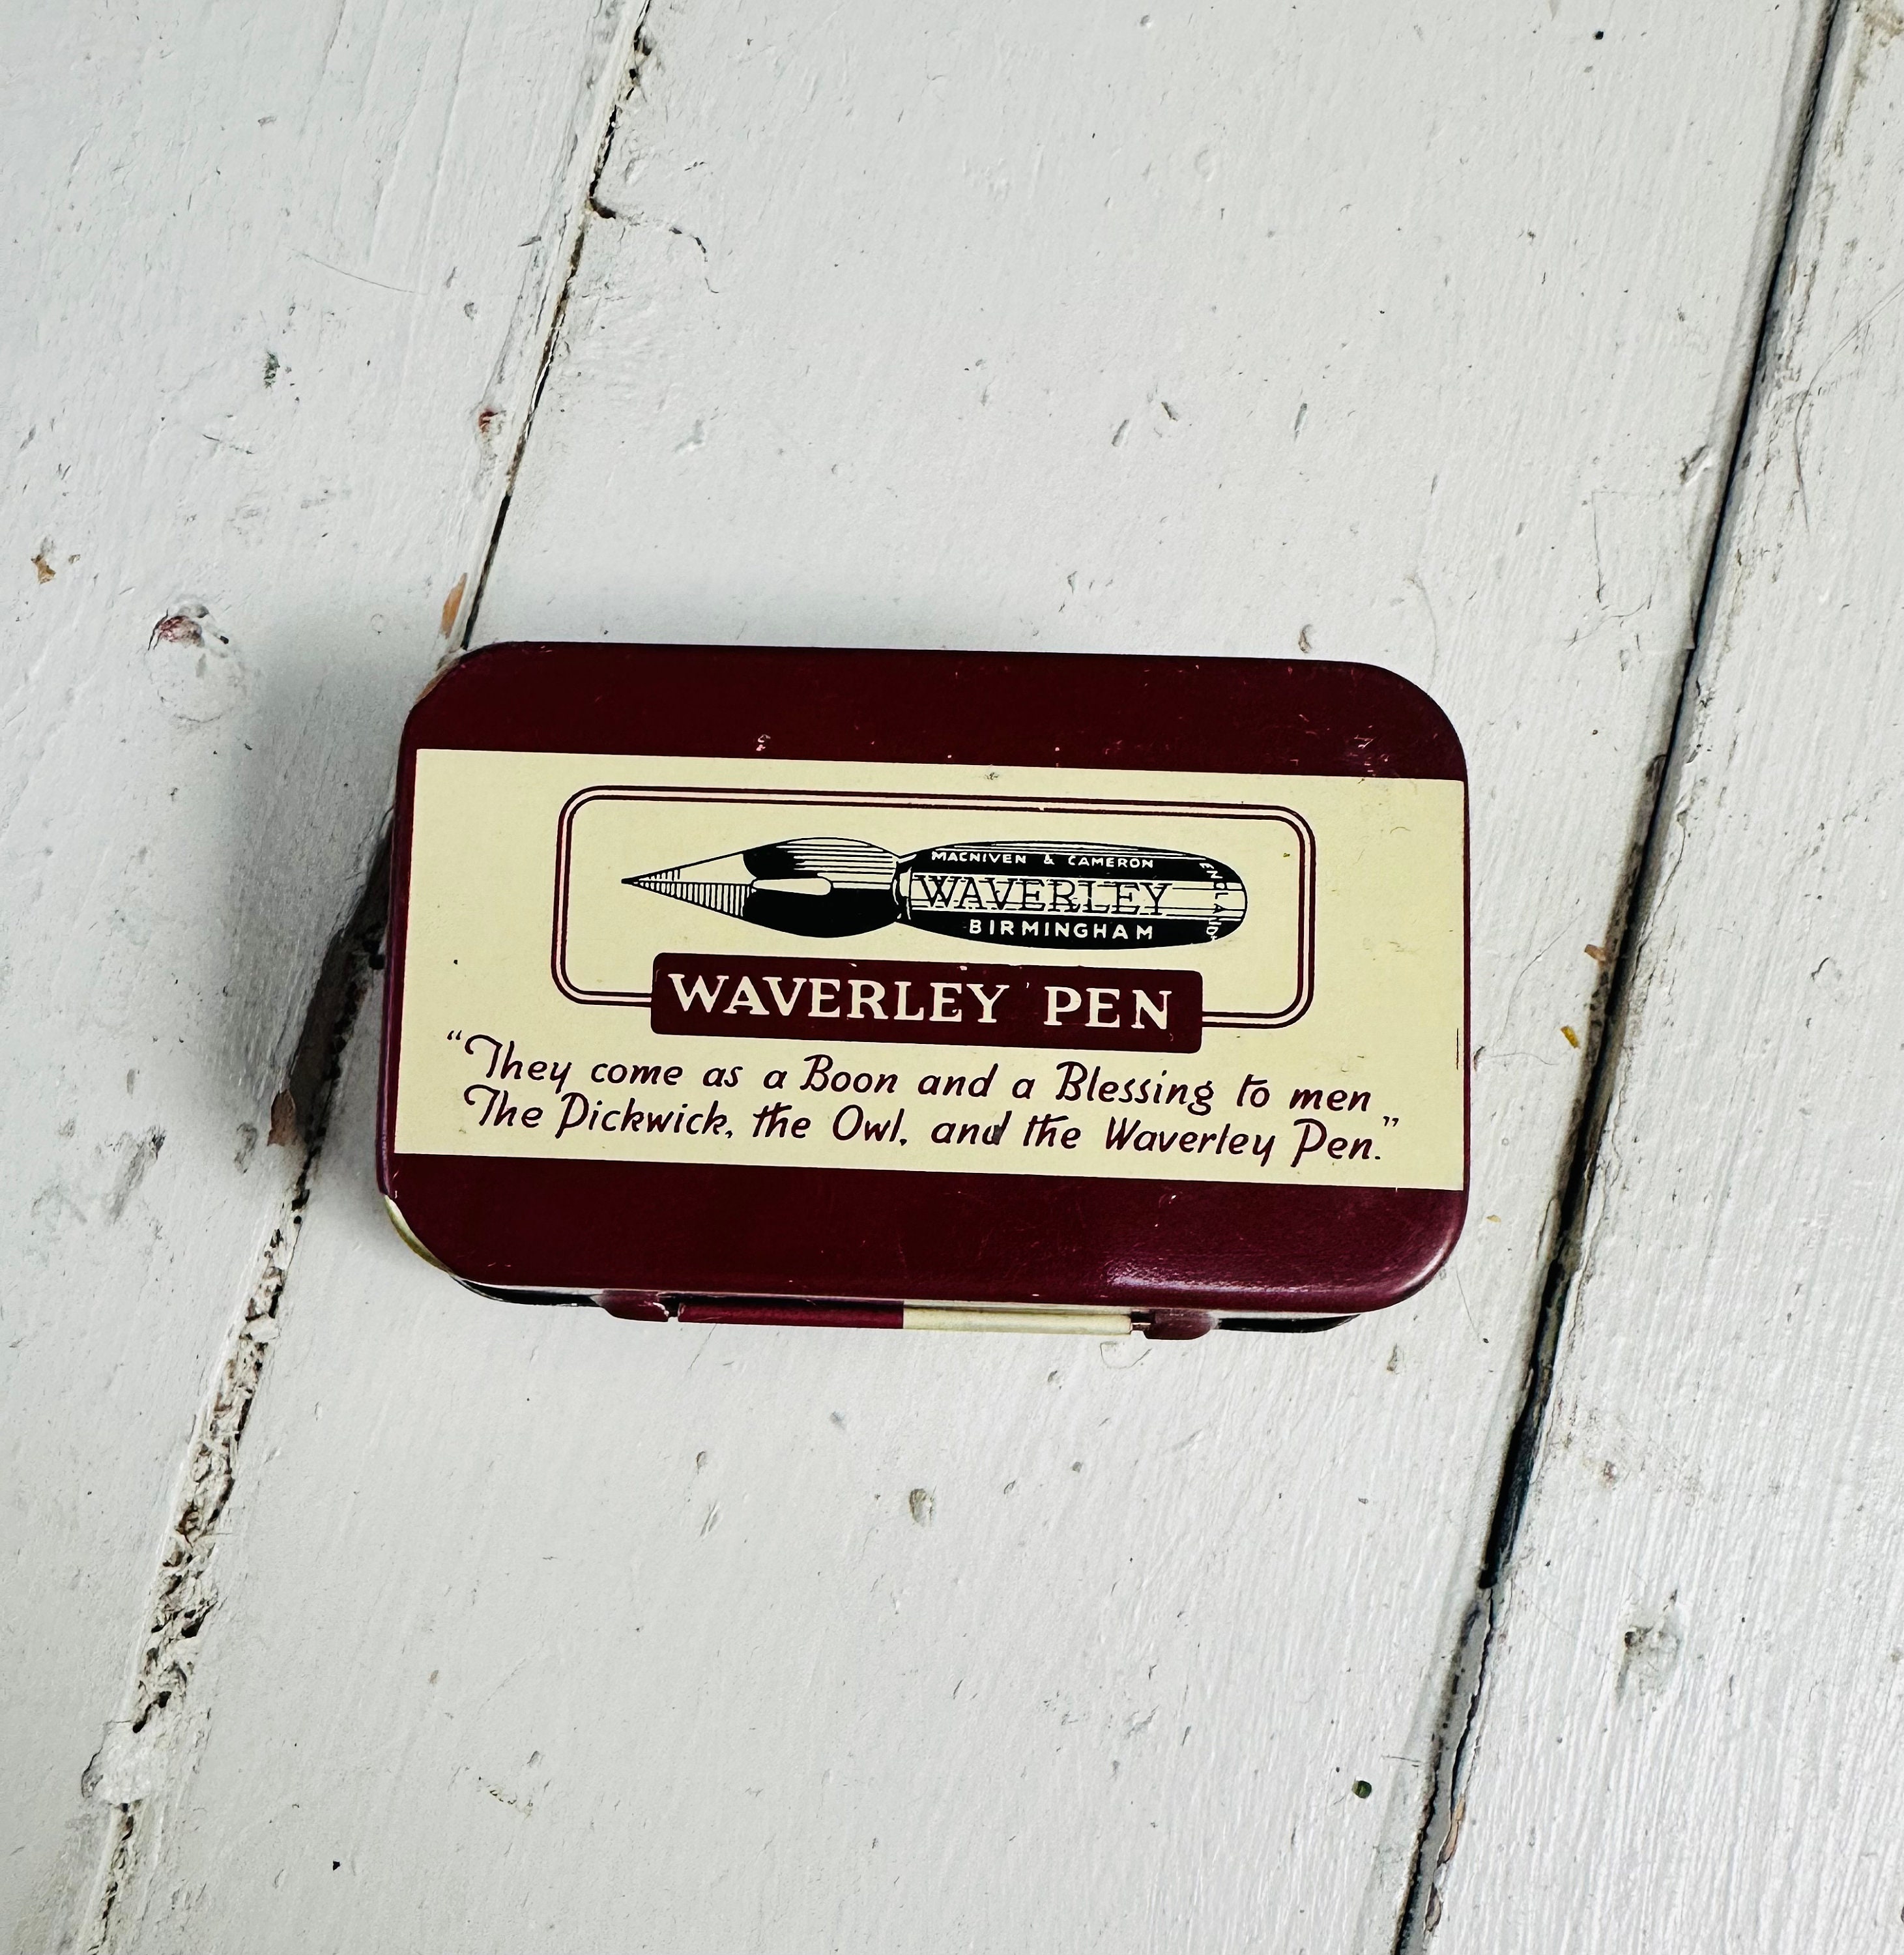 MACNIVEN & CAMERON
WAVERLEY
BIRMINGHAM
ENGLAND
WAVERLEY PEN
“They come as a Boon and a Blessing to men
The Pickwick, the Owl, and the Waverley Pen.”